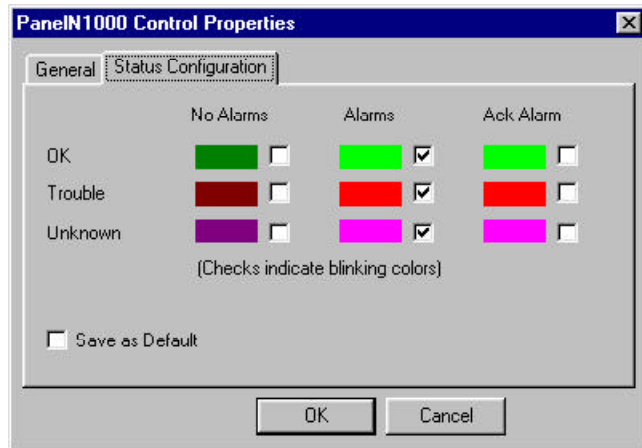 PanelN1000 Control Properties
General
Status Configuration
No Alarms Alarms Ack Alarm
OK
Trouble
Unknown
(Checks indicate blinking colors)
Save as Default
OK Cancel